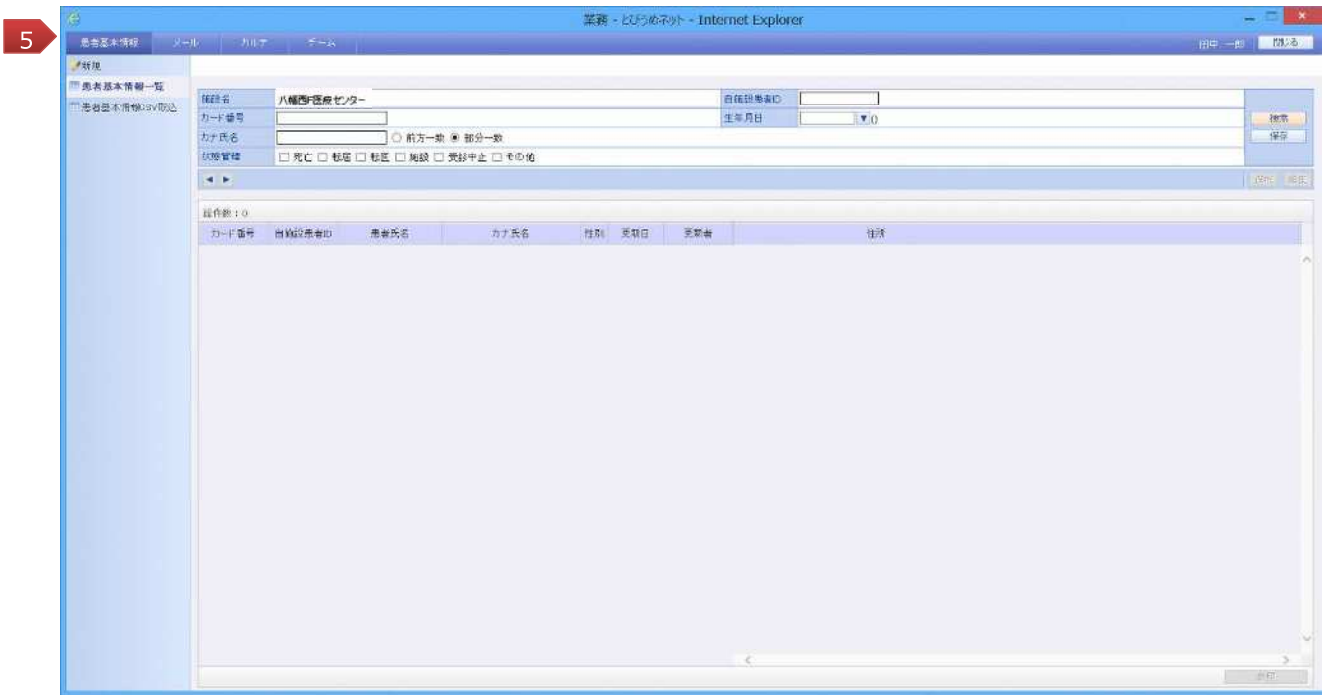 5
業務 - とびうめネット - Internet Explorer
患者基本情報 メール カルテ チーム 田中 一郎 閉じる
新規
患者基本情報一覧
患者基本情報CSV取込
施設名 八幡西F医療センター 自施設患者ID
カード番号 生年月日 ▼ ()
検索
カナ氏名 ○ 前方一致 ◉ 部分一致
保存
状態管理 □ 死亡 □ 転居 □ 転医 □ 施設 □ 受診中止 □ その他
◀ ▶
総件数：0
カード番号 自施設患者ID 患者氏名 カナ氏名 性別 更新日 更新者 住所